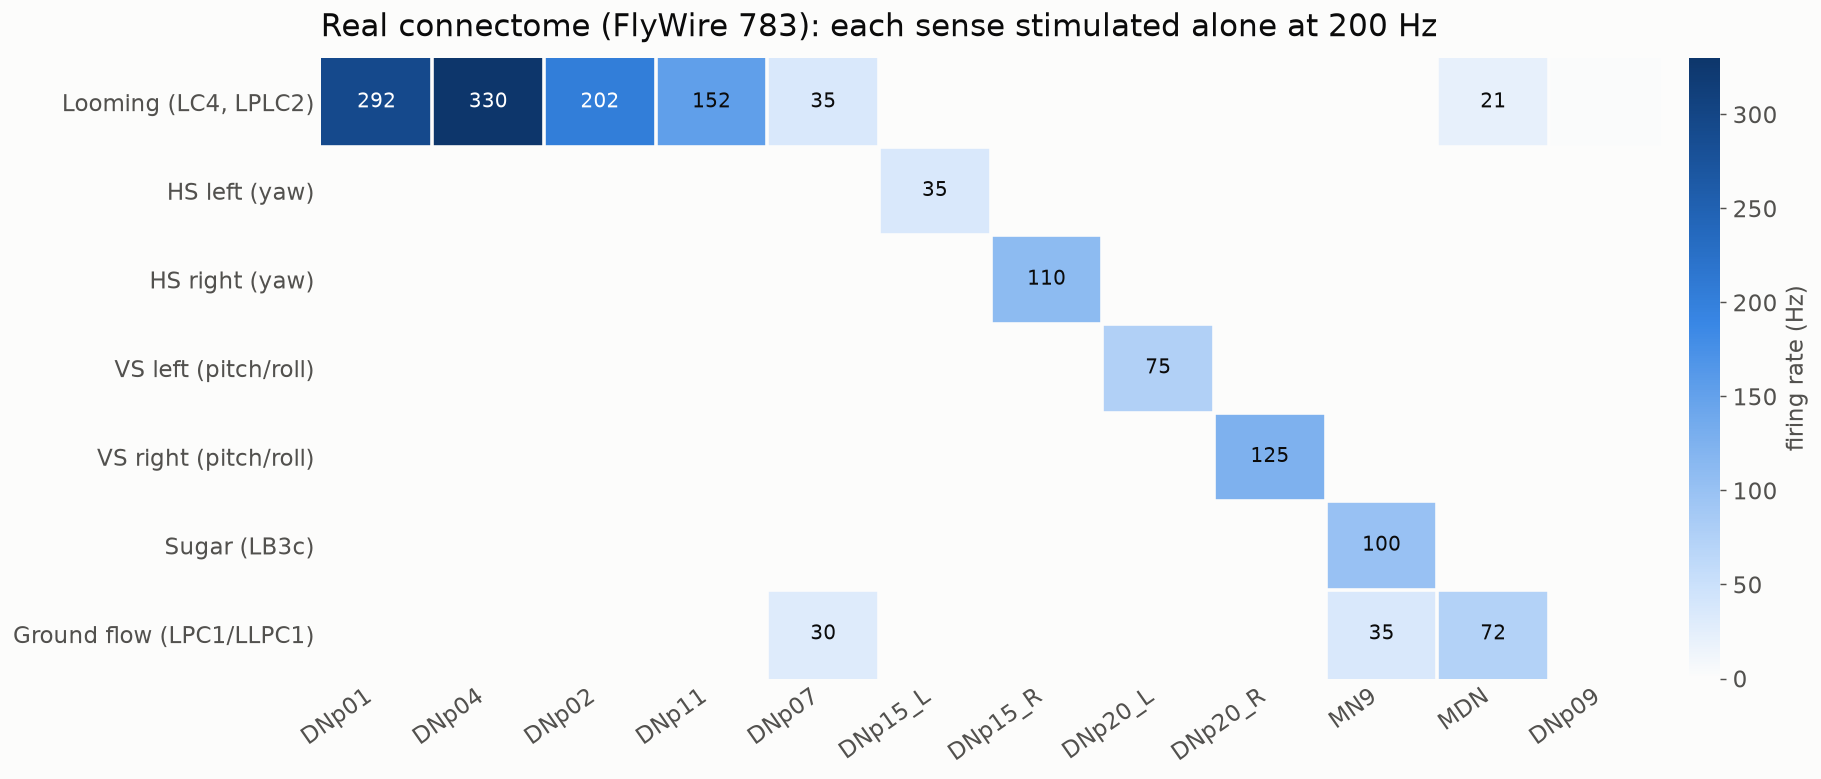 Real connectome (FlyWire 783): each sense stimulated alone at 200 Hz
Looming (LC4, LPLC2) 292 330 202 152 35 21
HS left (yaw) 35
HS right (yaw) 110
VS left (pitch/roll) 75
VS right (pitch/roll) 125
Sugar (LB3c) 100
Ground flow (LPC1/LLPC1) 30 35 72
DNp01 DNp04 DNp02 DNp11 DNp07 DNp15_L DNp15_R DNp20_L DNp20_R MN9 MDN DNp09
300
250
200
150
100
50
0
firing rate (Hz)